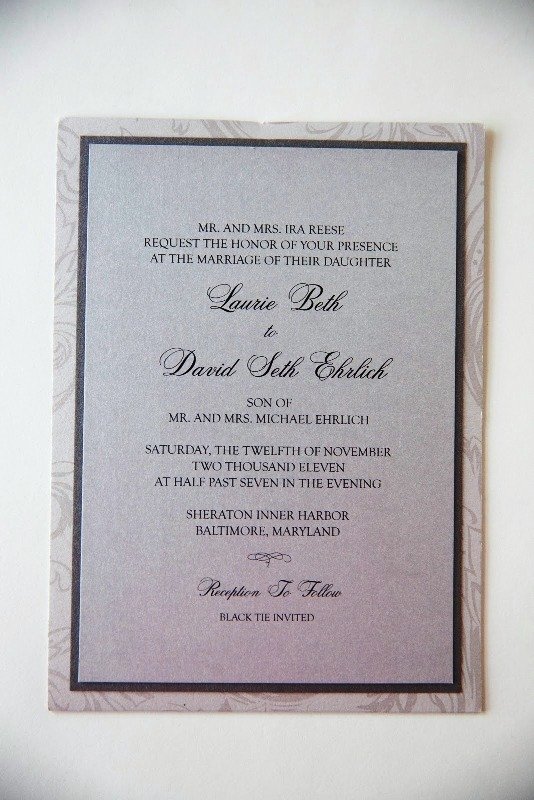 MR. AND MRS. IRA REESE
REQUEST THE HONOR OF YOUR PRESENCE
AT THE MARRIAGE OF THEIR DAUGHTER
Laurie Beth
to
David Seth Ehrlich
SON OF
MR. AND MRS. MICHAEL EHRLICH
SATURDAY, THE TWELFTH OF NOVEMBER
TWO THOUSAND ELEVEN
AT HALF PAST SEVEN IN THE EVENING
SHERATON INNER HARBOR
BALTIMORE, MARYLAND
Reception To Follow
BLACK TIE INVITED